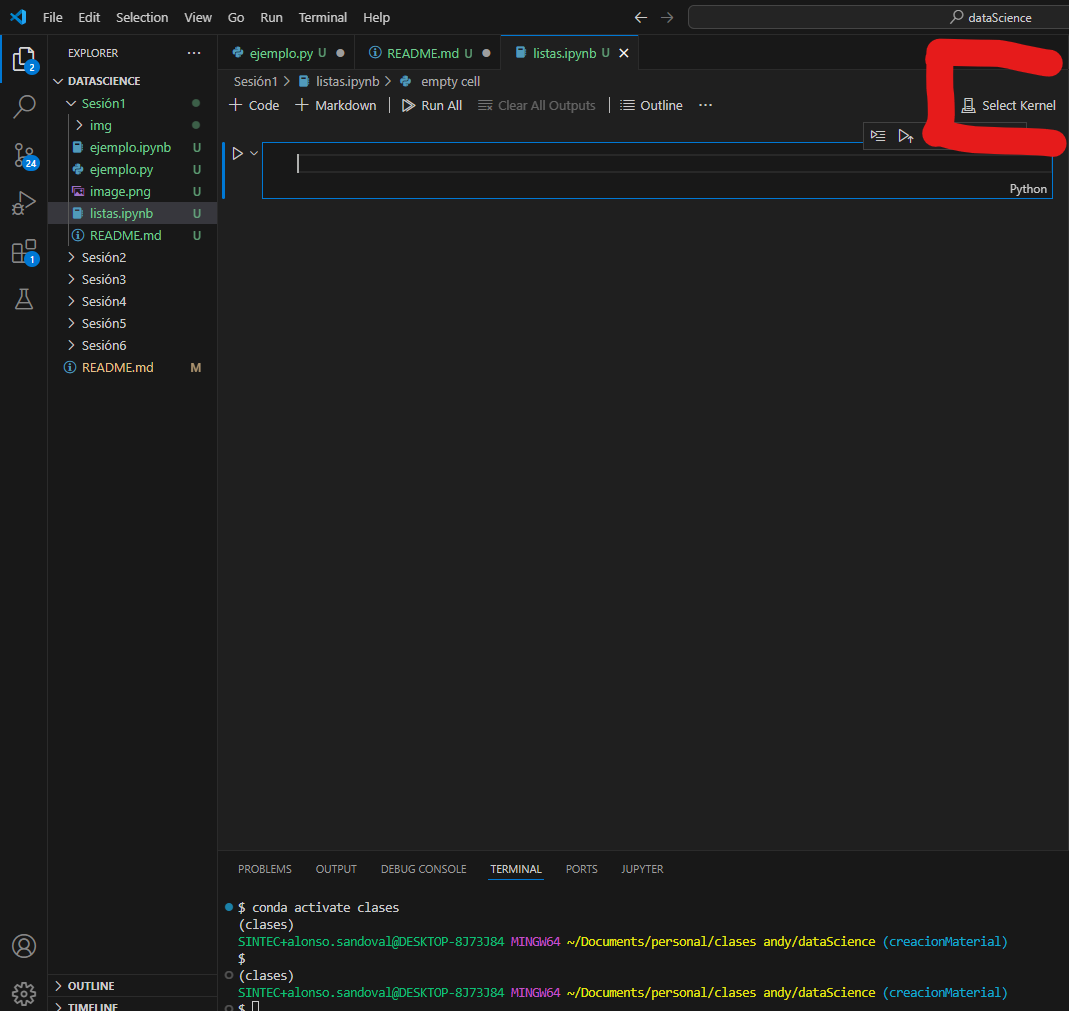 File Edit Selection View Go Run Terminal Help
dataScience
EXPLORER
ejemplo.py U
README.md U
listas.ipynb U
DATASCIENCE
Sesión1 > listas.ipynb > empty cell
Code
Markdown
Run All
Clear All Outputs
Outline
Select Kernel
Sesión1
img
ejemplo.ipynb U
ejemplo.py U
image.png U
listas.ipynb U
README.md U
Sesión2
Sesión3
Sesión4
Sesión5
Sesión6
README.md M
2
24
1
Python
PROBLEMS OUTPUT DEBUG CONSOLE TERMINAL PORTS JUPYTER
$ conda activate clases
(clases)
SINTEC+alonso.sandoval@DESKTOP-8J73J84 MINGW64 ~/Documents/personal/clases andy/dataScience (creacionMaterial)
$
(clases)
SINTEC+alonso.sandoval@DESKTOP-8J73J84 MINGW64 ~/Documents/personal/clases andy/dataScience (creacionMaterial)
$
OUTLINE
TIMELINE